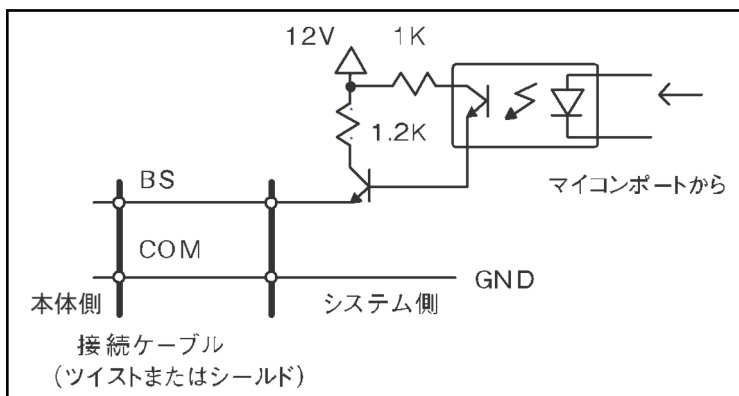 12V
1K
1.2K
マイコンポートから
BS
COM
GND
本体側
システム側
接続ケーブル
(ツイストまたはシールド)